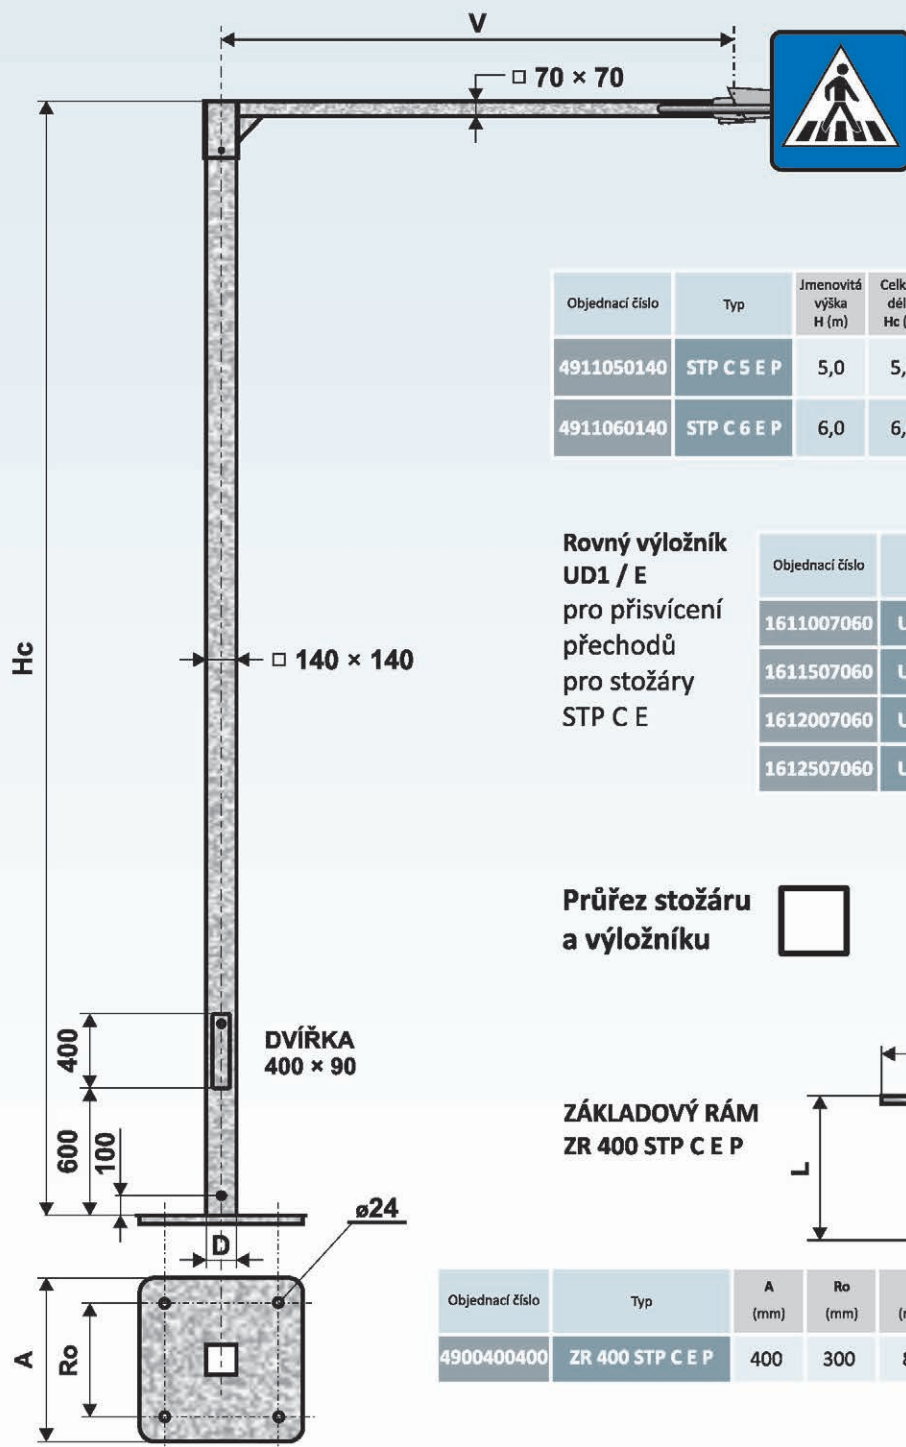 V
□ 70 × 70
Hc
□ 140 × 140
Objednací číslo Typ Jmenovitá výška H (m)
4911050140 STP C 5 E P 5,0
4911060140 STP C 6 E P 6,0
Rovný výložník
UD1 / E
pro přisvícení
přechodů
pro stožáry
STP C E
Objednací číslo
1611007060
1611507060
1612007060
1612507060
Průřez stožáru
a výložníku
DVÍŘKA
400 × 90
400
600
100
ZÁKLADOVÝ RÁM
ZR 400 STP C E P
L
ø24
D
A
Ro
Objednací číslo Typ A (mm) Ro (mm)
4900400400 ZR 400 STP C E P 400 300